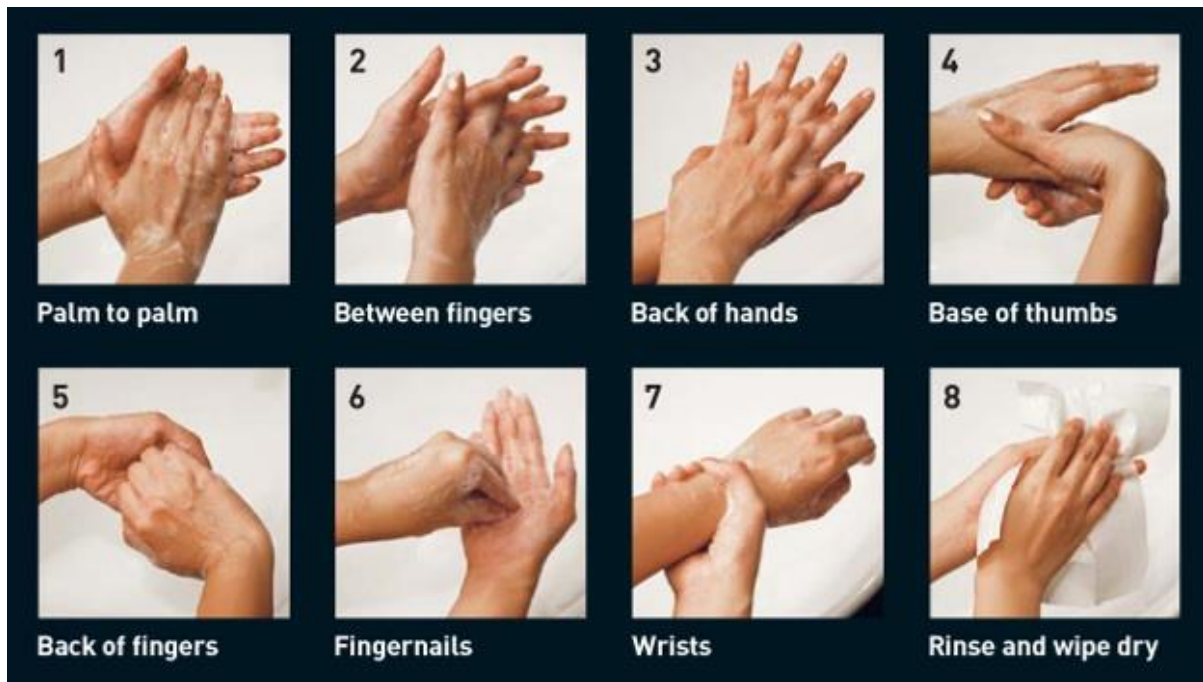 1
2
3
4
Palm to palm
Between fingers
Back of hands
Base of thumbs
5
6
7
8
Back of fingers
Fingernails
Wrists
Rinse and wipe dry